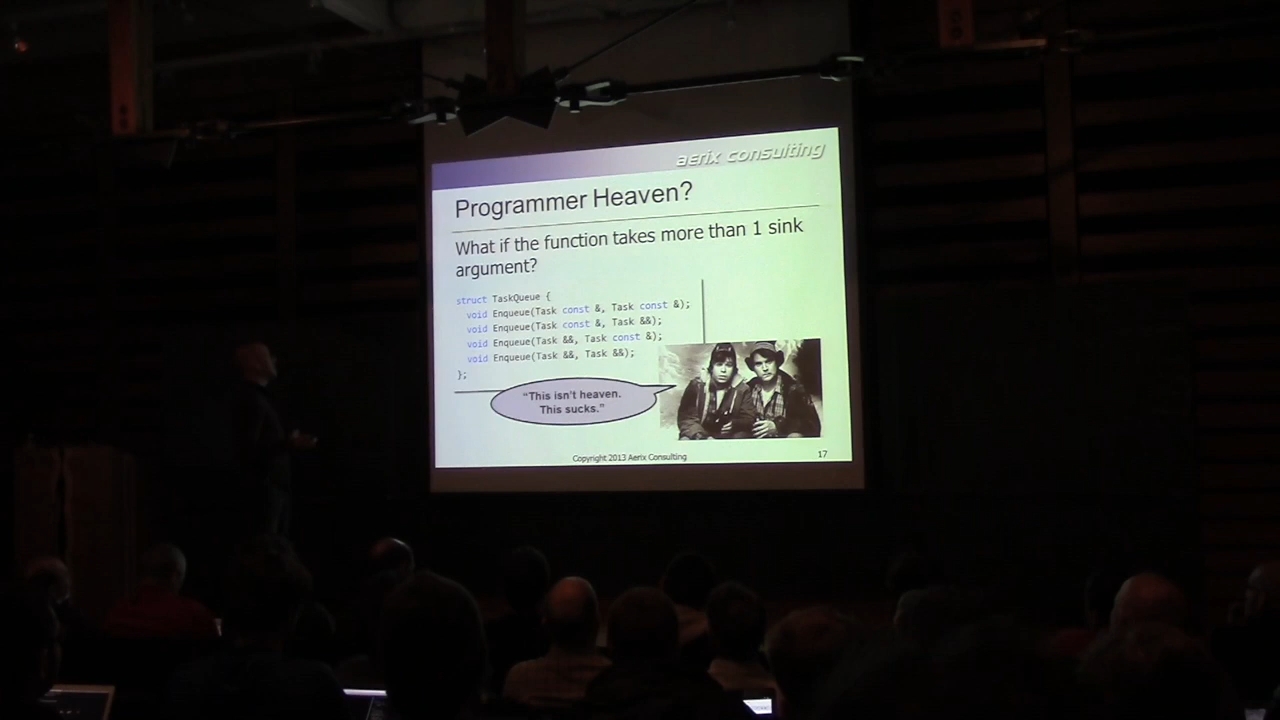 aerix consulting
Programmer Heaven?
What if the function takes more than 1 sink
argument?
struct TaskQueue {
void Enqueue(Task const &, Task const &);
void Enqueue(Task const &, Task &&);
void Enqueue(Task &&, Task const &);
void Enqueue(Task &&, Task &&);
};
“This isn't heaven.
This sucks.”
Copyright 2013 Aerix Consulting
17